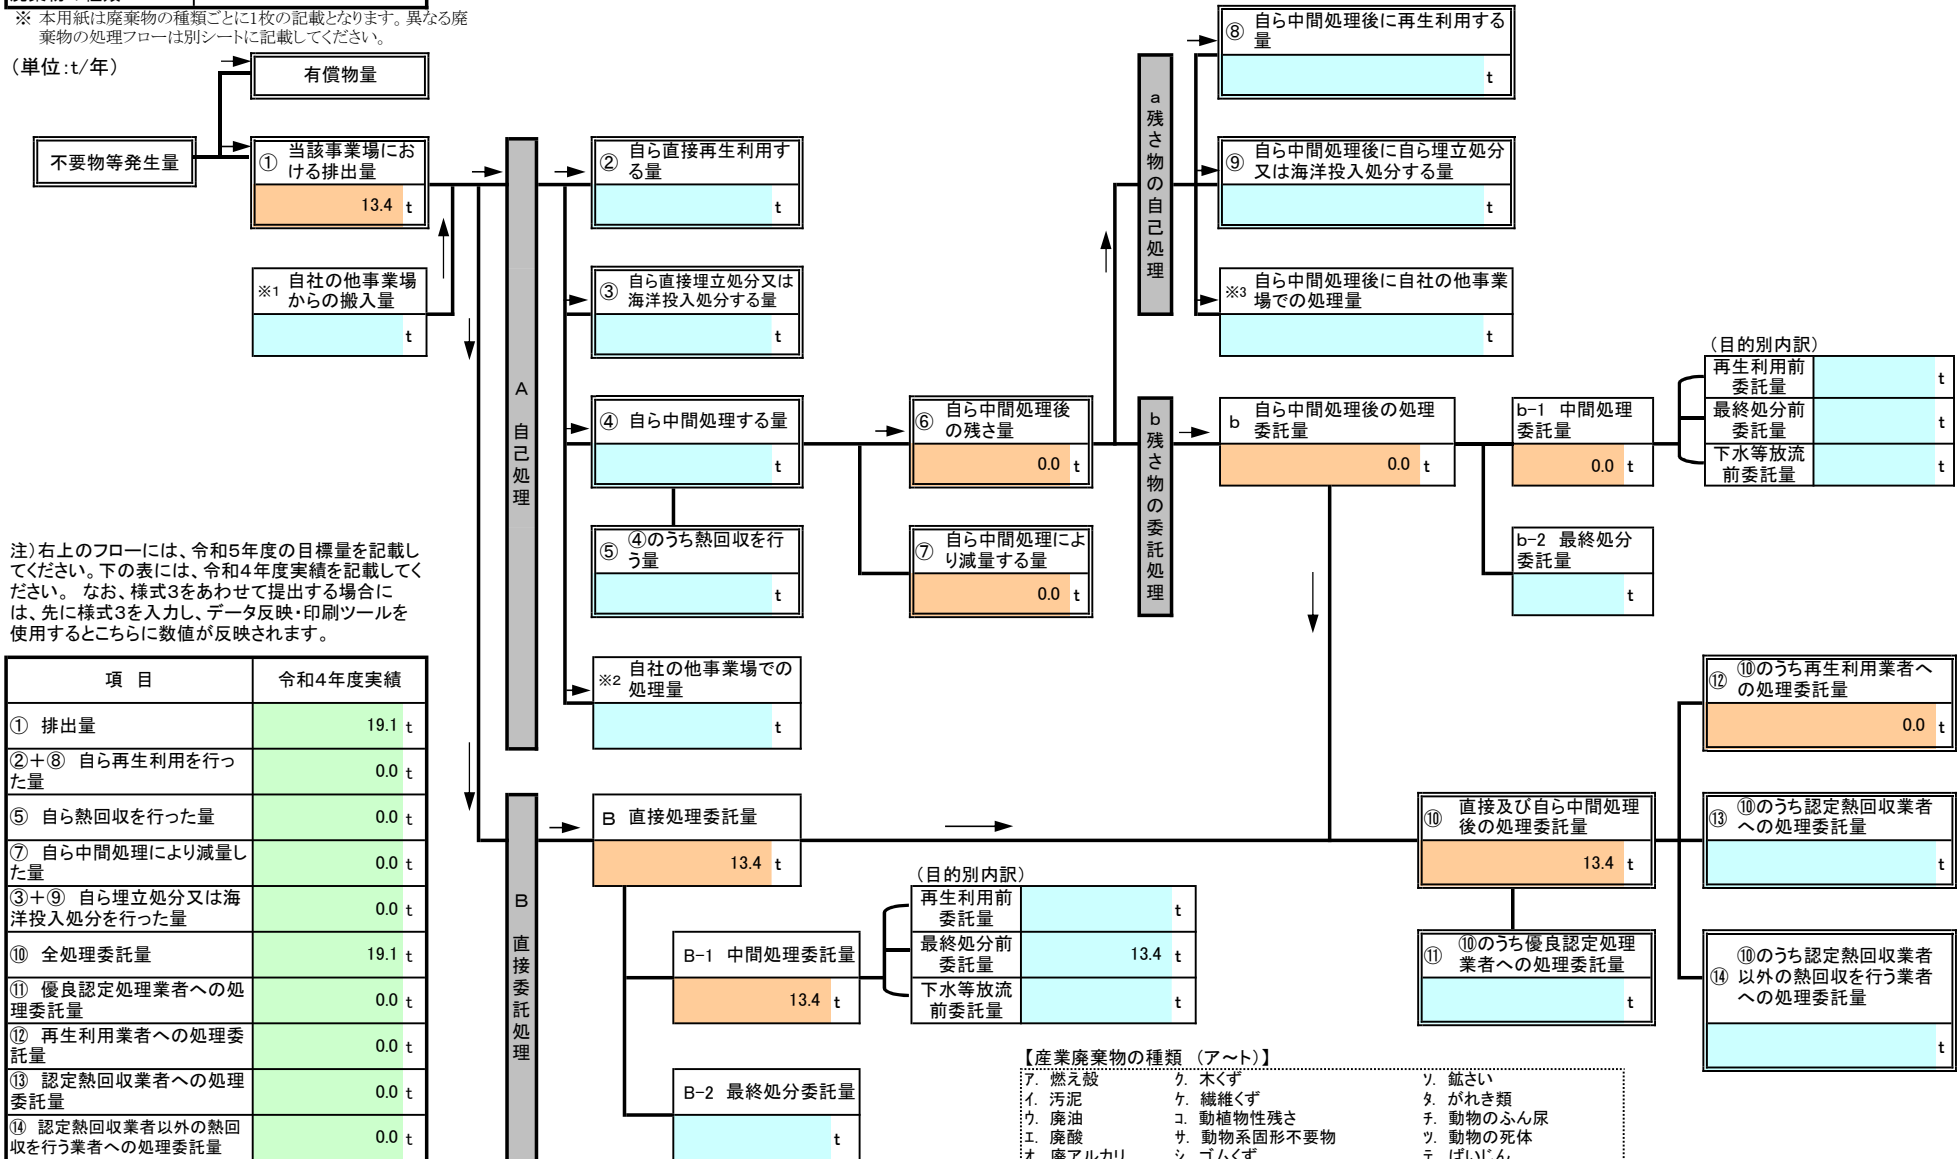 ※ 本用紙は廃棄物の種類ごとに1枚の記載となります。異なる廃
棄物の処理フローは別シートに記載してください。
（単位：t/年）
有償物量
不要物等発生量
① 当該事業場にお
ける排出量
13.4 t
※1 自社の他事業場
からの搬入量
t
A 自己処理
② 自ら直接再生利用す
る量
t
③ 自ら直接埋立処分又は
海洋投入処分する量
t
④ 自ら中間処理する量
t
⑤ ④のうち熱回収を行
う量
t
※2 自社の他事業場での
処理量
t
⑥ 自ら中間処理後
の残さ量
0.0 t
⑦ 自ら中間処理によ
り減量する量
0.0 t
a 残さ物の自己処理
⑧ 自ら中間処理後に再生利用する
量
t
⑨ 自ら中間処理後に自ら埋立処分
又は海洋投入処分する量
t
※3 自ら中間処理後に自社の他事業
場での処理量
t
b 残さ物の委託処理
b 自ら中間処理後の処理
委託量
0.0 t
b-1 中間処理
委託量
0.0 t
（目的別内訳）
再生利用前
委託量
t
最終処分前
委託量
t
下水等放流
前委託量
t
b-2 最終処分
委託量
t
注）右上のフローには、令和５年度の目標量を記載し
てください。下の表には、令和４年度実績を記載してく
ださい。 なお、様式3をあわせて提出する場合に
は、先に様式3を入力し、データ反映・印刷ツールを
使用するとこちらに数値が反映されます。
項 目 令和４年度実績
① 排出量 19.1 t
②＋⑧ 自ら再生利用を行っ
た量 0.0 t
⑤ 自ら熱回収を行った量 0.0 t
⑦ 自ら中間処理により減量し
た量 0.0 t
③＋⑨ 自ら埋立処分又は海
洋投入処分を行った量 0.0 t
⑩ 全処理委託量 19.1 t
⑪ 優良認定処理業者への処
理委託量 0.0 t
⑫ 再生利用業者への処理委
託量 0.0 t
⑬ 認定熱回収業者への処理
委託量 0.0 t
⑭ 認定熱回収業者以外の熱回
収を行う業者への処理委託量 0.0 t
B 直接委託処理
B 直接処理委託量
13.4 t
B-1 中間処理委託量
13.4 t
B-2 最終処分委託量
t
（目的別内訳）
再生利用前
委託量
t
最終処分前
委託量
13.4 t
下水等放流
前委託量
t
⑩ 直接及び自ら中間処理
後の処理委託量
13.4 t
⑪ ⑩のうち優良認定処理
業者への処理委託量
t
⑫ ⑩のうち再生利用業者へ
の処理委託量
0.0 t
⑬ ⑩のうち認定熱回収業者
への処理委託量
t
⑭ ⑩のうち認定熱回収業者
以外の熱回収を行う業者
への処理委託量
t
【産業廃棄物の種類 （ア～ト）】
ア. 燃え殻 ク. 木くず ソ. 鉱さい
イ. 汚泥 ケ. 繊維くず タ. がれき類
ウ. 廃油 コ. 動植物性残さ チ. 動物のふん尿
エ. 廃酸 サ. 動物系固形不要物 ツ. 動物の死体
オ. 廃アルカリ シ. ゴムくず テ. ばいじん